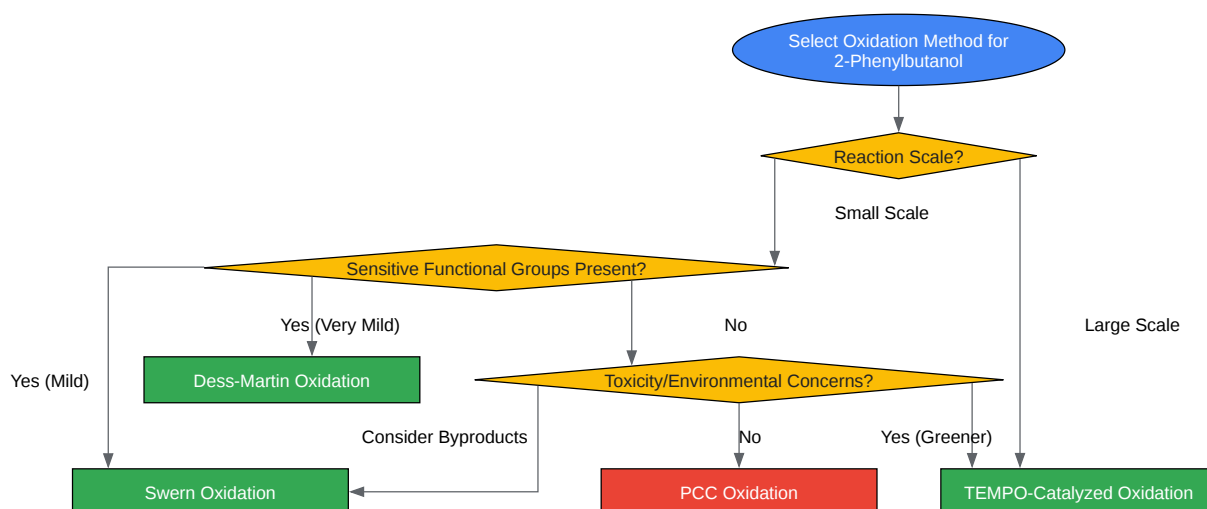 Select Oxidation Method for
2-Phenylbutanol
Reaction Scale?
Small Scale
Sensitive Functional Groups Present?
Yes (Very Mild)
No
Large Scale
Yes (Mild)
Dess-Martin Oxidation
Toxicity/Environmental Concerns?
Consider Byproducts
No
Yes (Greener)
Swern Oxidation
PCC Oxidation
TEMPO-Catalyzed Oxidation